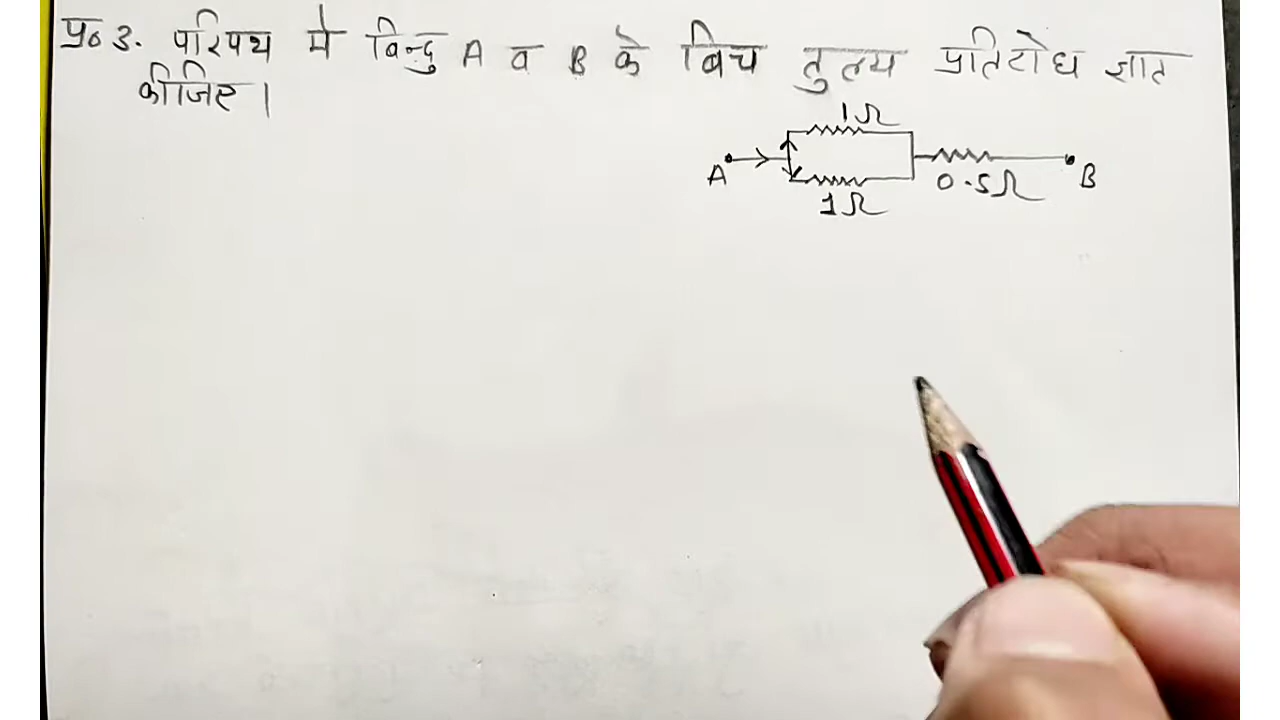 प्र० 3. परिपथ मे बिन्दु A व B के बिच तुल्य प्रतिरोध ज्ञात
कीजिए।
1Ω
A
B
0.5Ω
1Ω